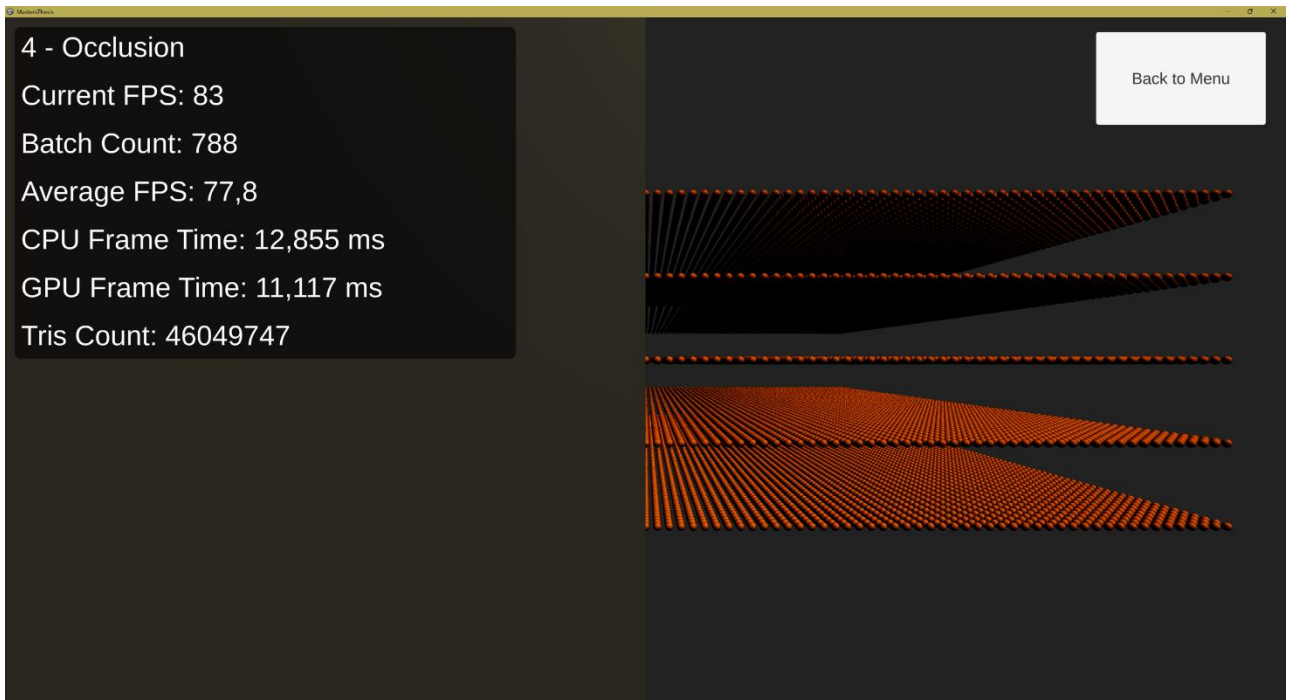 MastersThesis
4 - Occlusion
Current FPS: 83
Batch Count: 788
Average FPS: 77,8
CPU Frame Time: 12,855 ms
GPU Frame Time: 11,117 ms
Tris Count: 46049747
Back to Menu